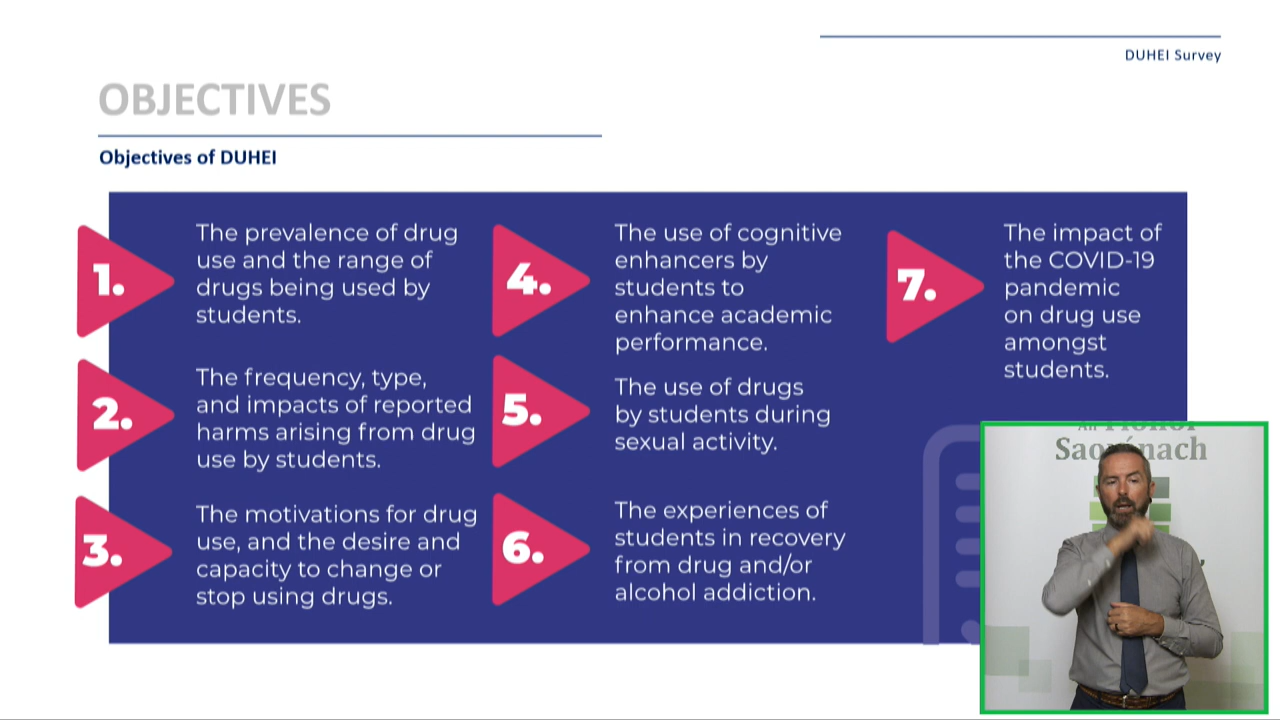 DUHEI Survey
OBJECTIVES
Objectives of DUHEI
1.
The prevalence of drug
use and the range of
drugs being used by
students.
2.
The frequency, type,
and impacts of reported
harms arising from drug
use by students.
3.
The motivations for drug
use, and the desire and
capacity to change or
stop using drugs.
4.
The use of cognitive
enhancers by
students to
enhance academic
performance.
5.
The use of drugs
by students during
sexual activity.
6.
The experiences of
students in recovery
from drug and/or
alcohol addiction.
7.
The impact of
the COVID-19
pandemic
on drug use
amongst
students.